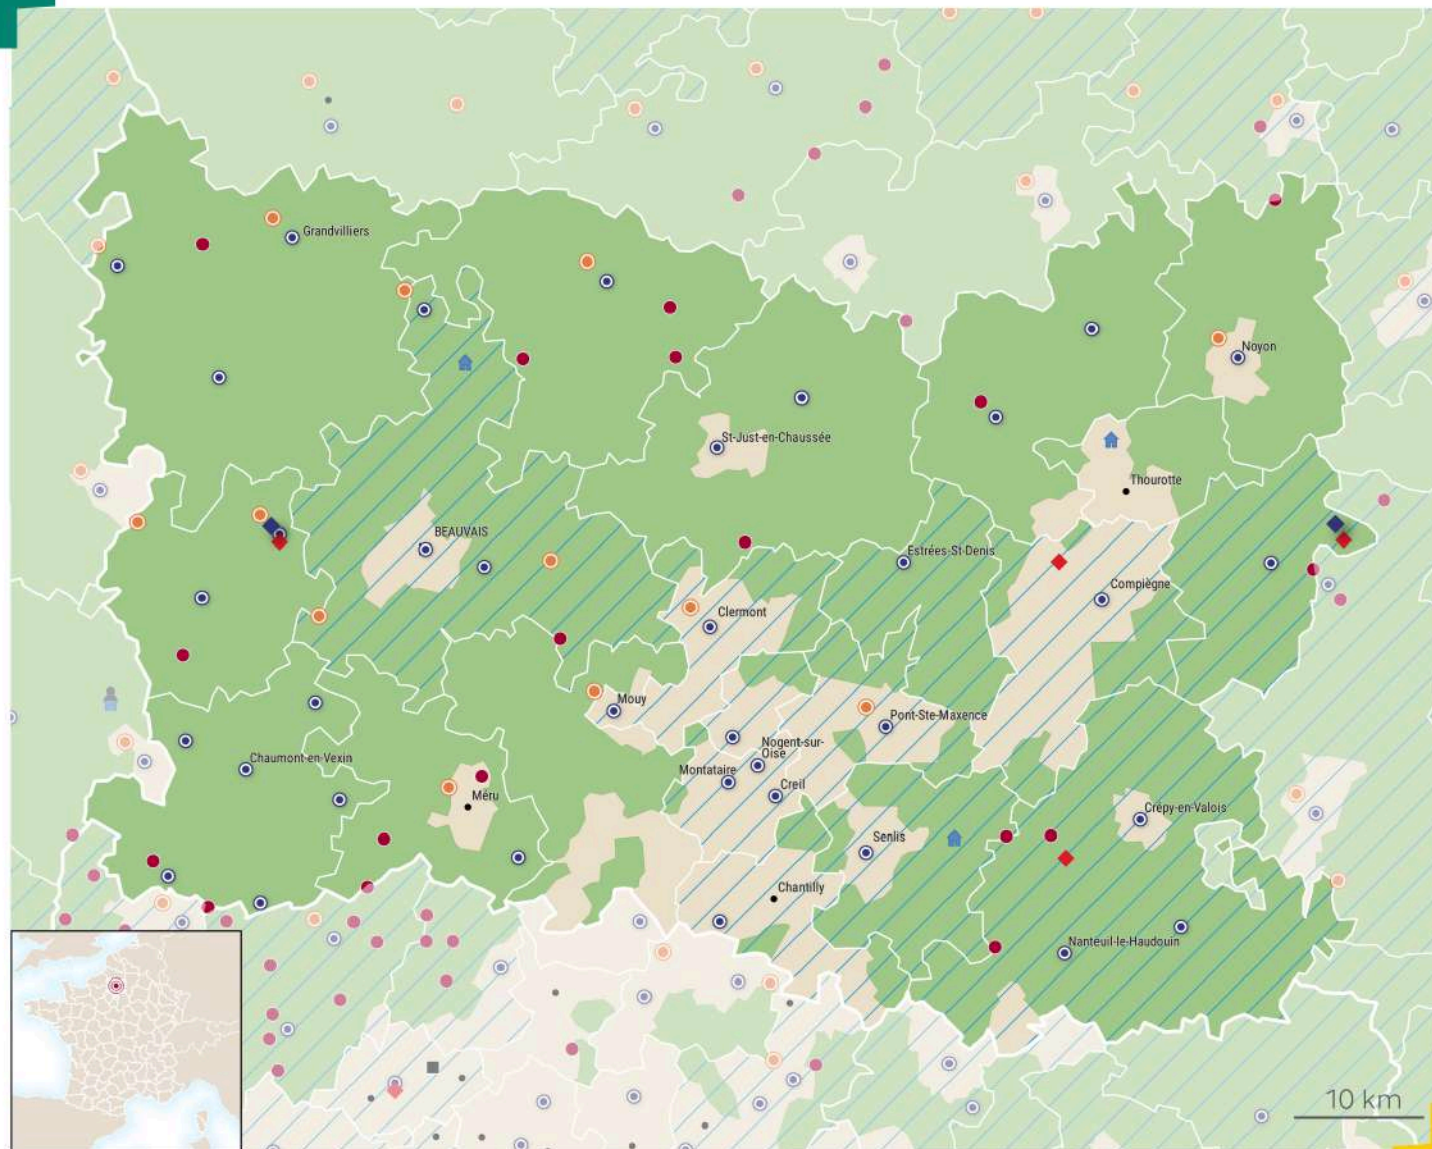 Grandvilliers
Noyon
St-Just-en-Chaussée
Thourotte
BEAUVAIS
Estrées-St-Denis
Compiègne
Clermont
Mouy
Pont-Ste-Maxence
Nogent-sur-
Oise
Chaumont-en-Vexin
Montataire
Creil
Méru
Crépy-en-Valois
Senlis
Chantilly
Nanteuil-le-Haudouin
10 km